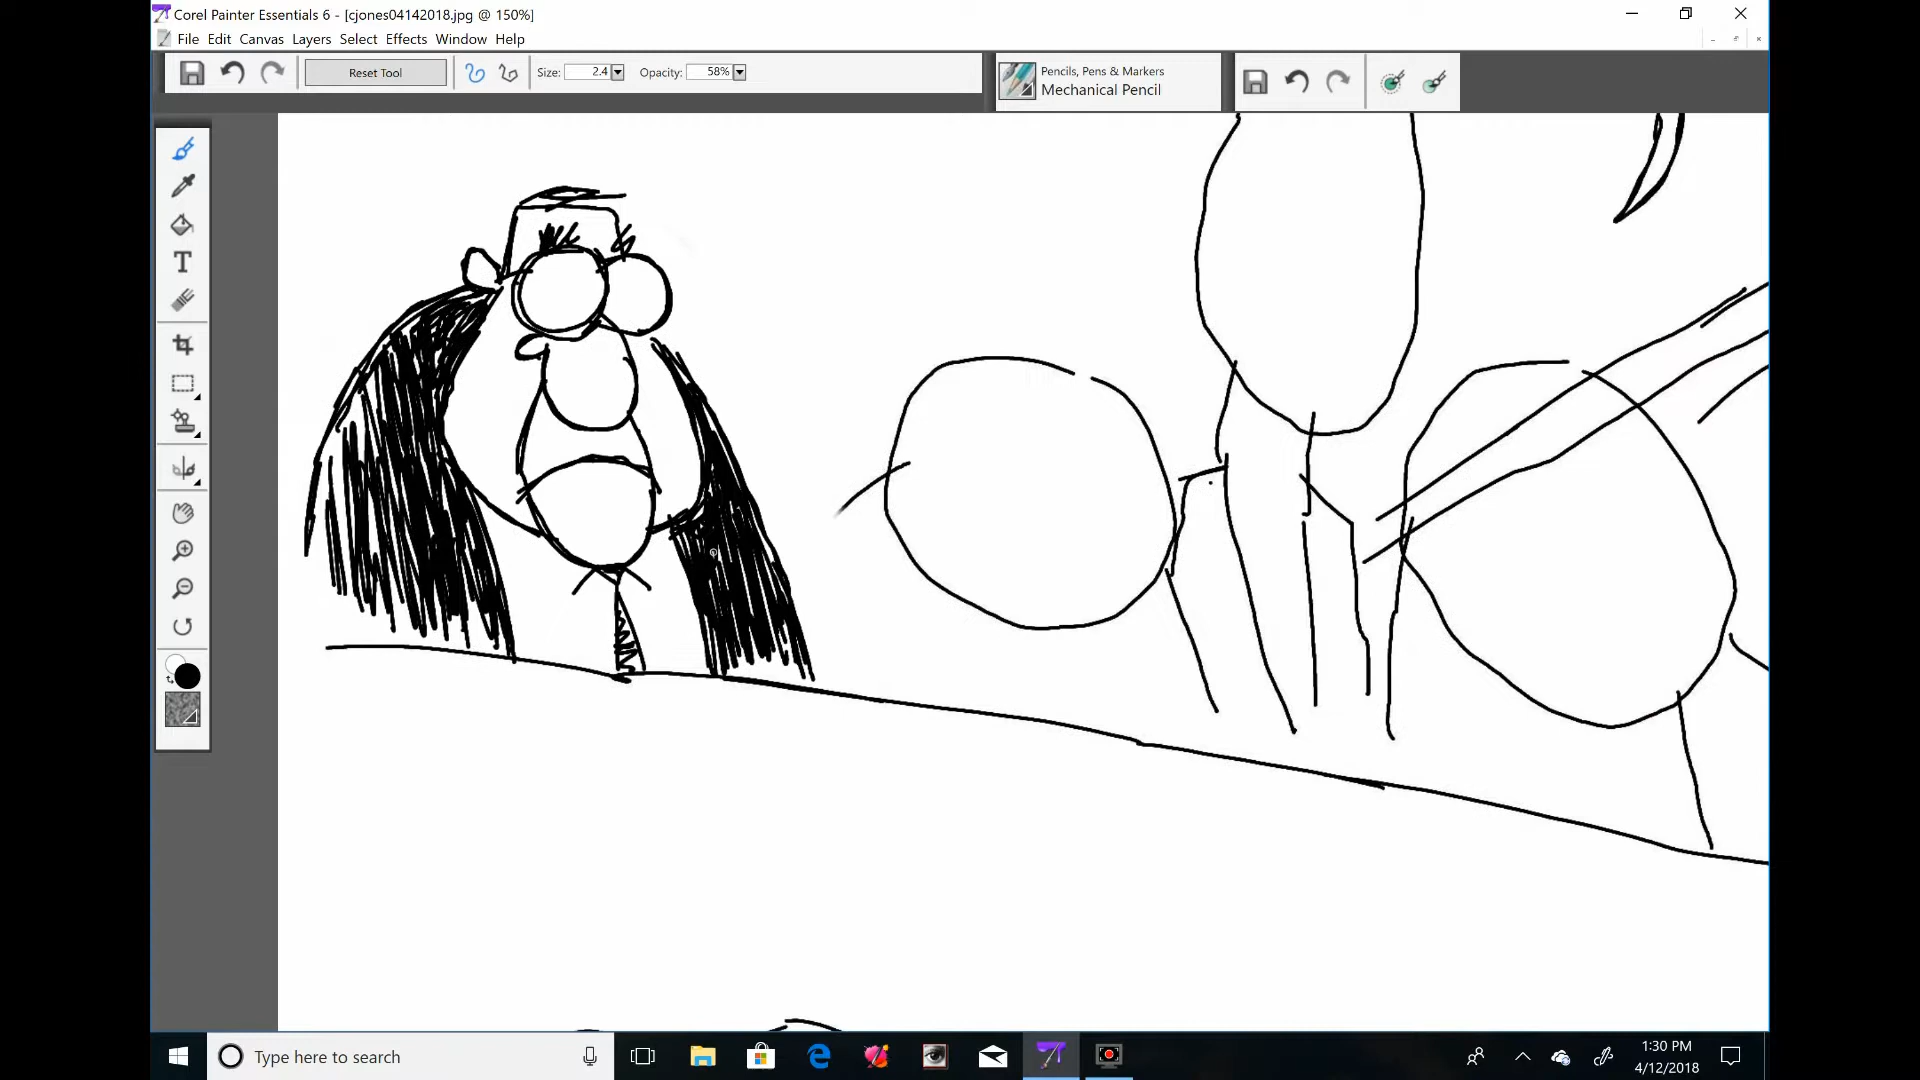 Corel Painter Essentials 6 - [cjones04142018.jpg @ 150%]
File Edit Canvas Layers Select Effects Window Help
Reset Tool Size: 2.4 Opacity: 58%
Pencils, Pens & Markers
Mechanical Pencil
T
Type here to search
1:30 PM
4/12/2018